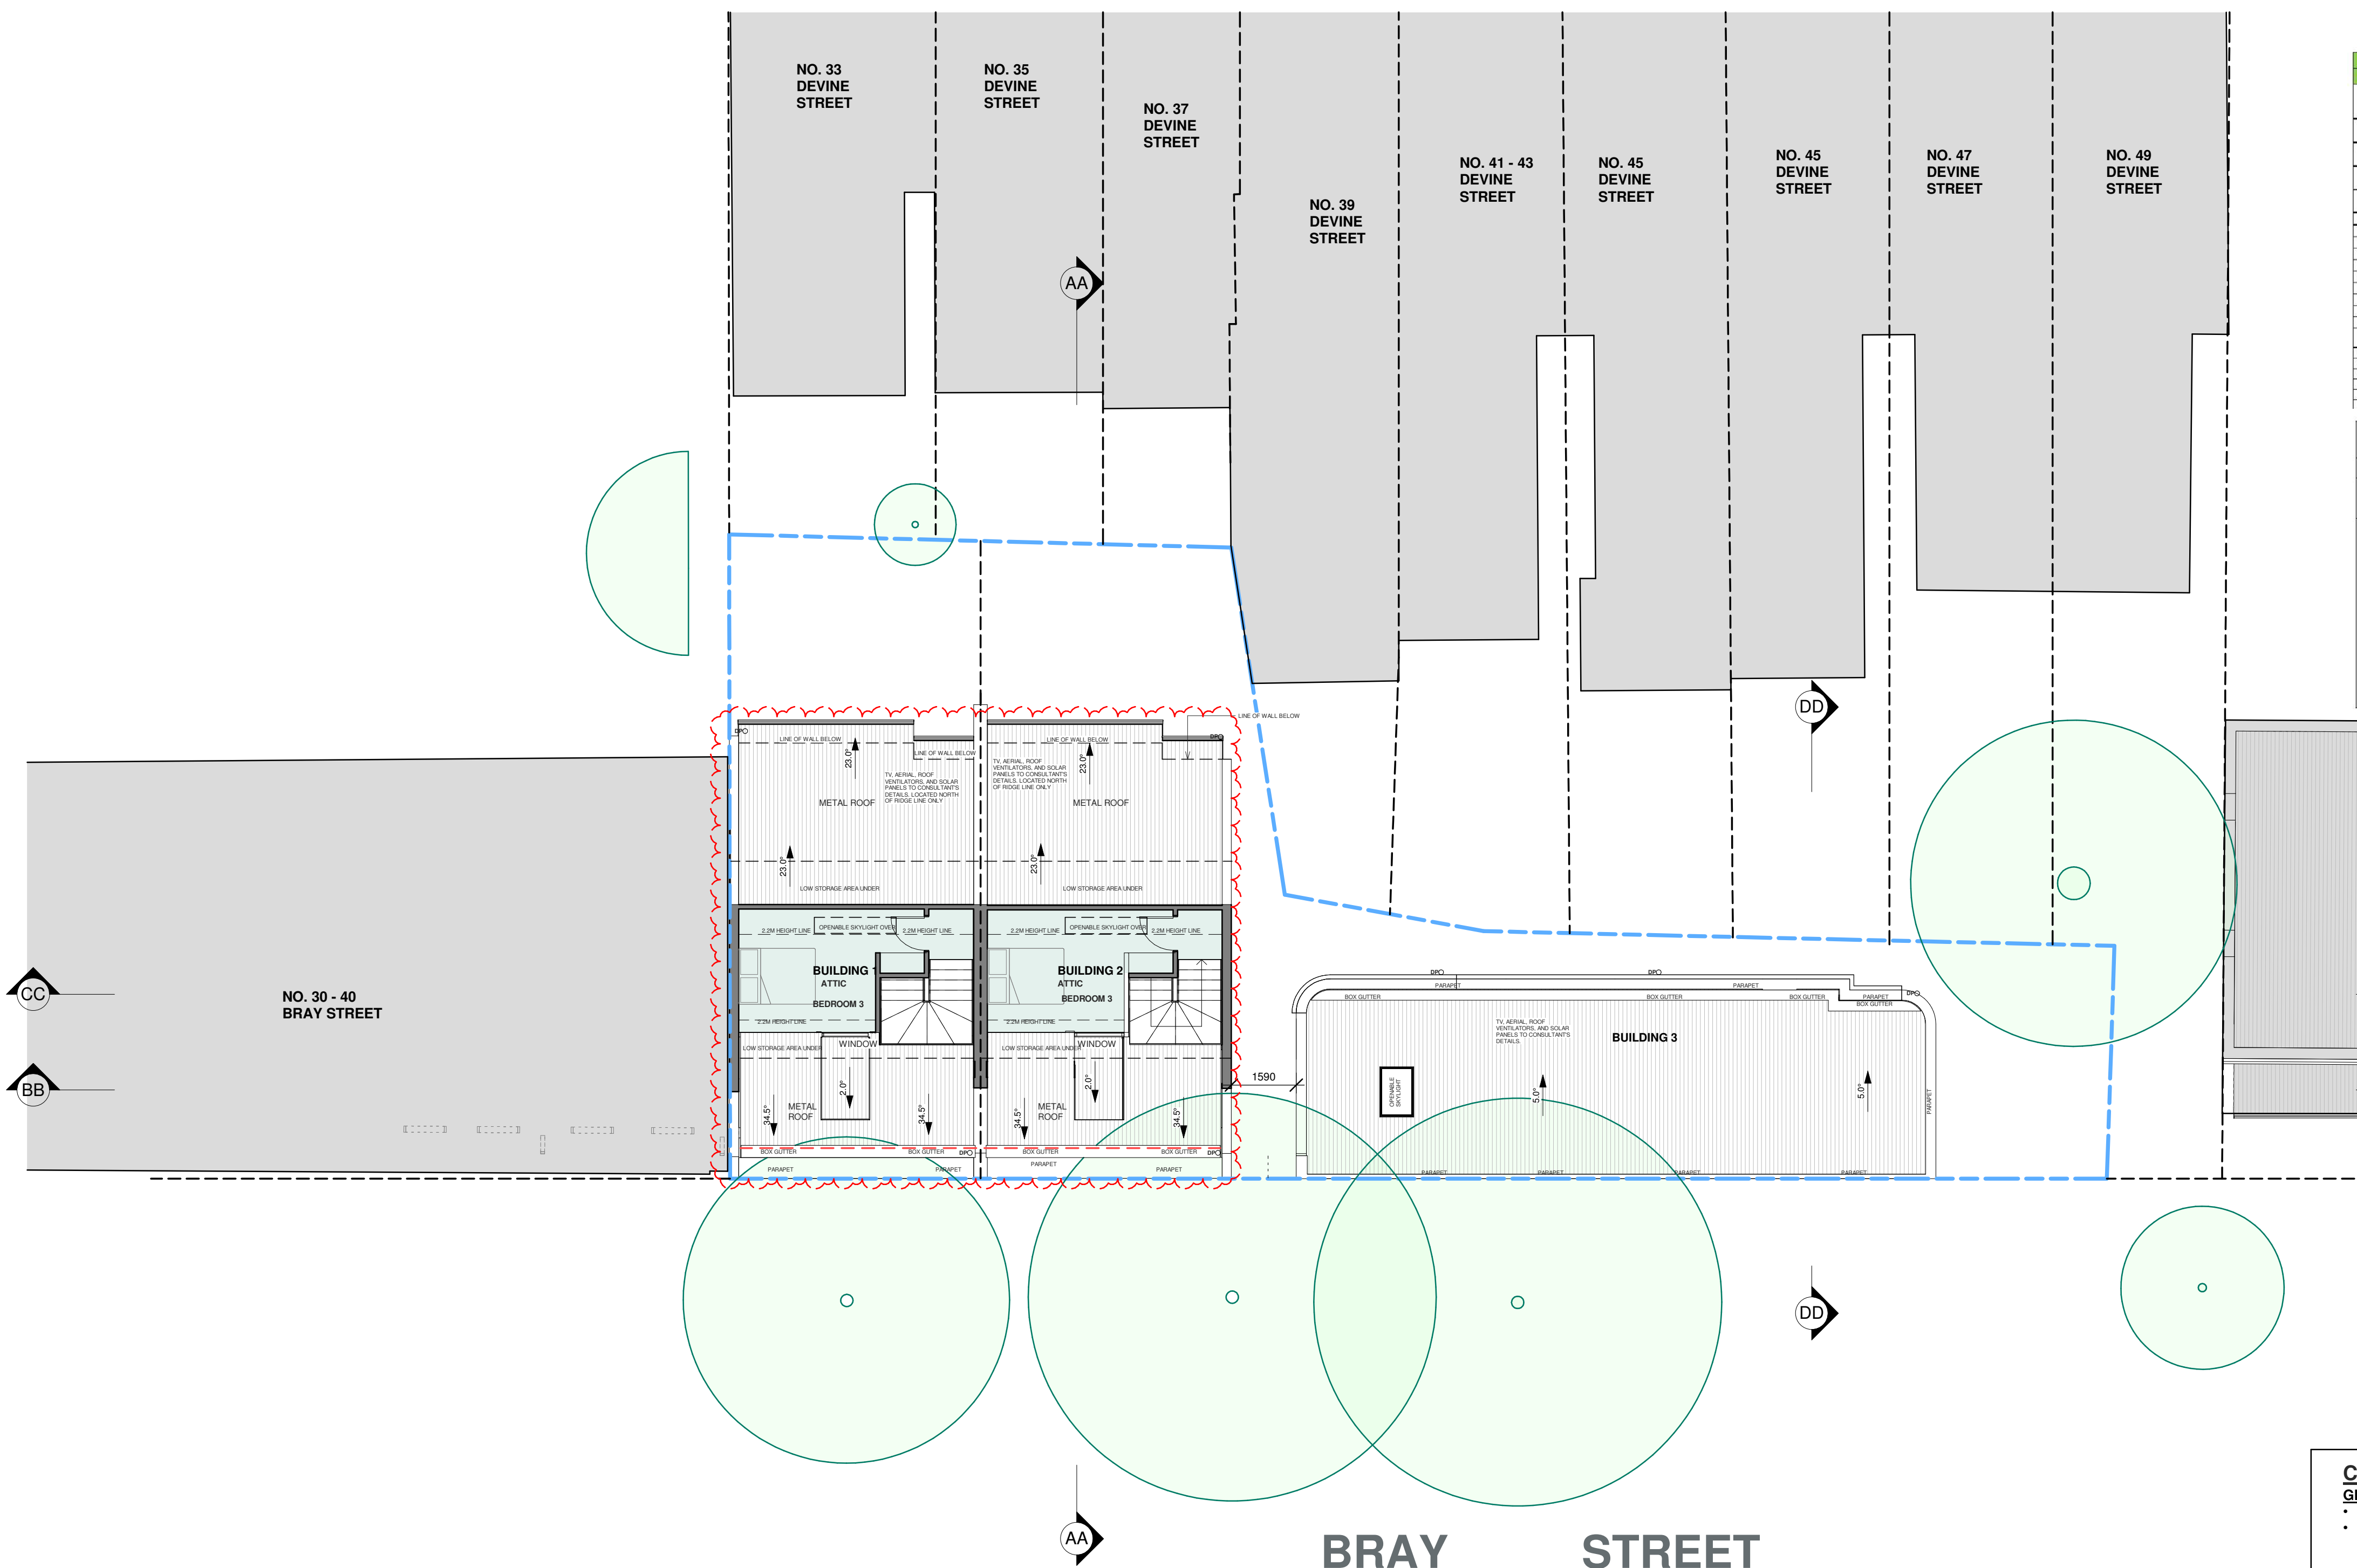 NO. 33
DEVINE
STREET
NO. 35
DEVINE
STREET
NO. 37
DEVINE
STREET
NO. 39
DEVINE
STREET
NO. 41 - 43
DEVINE
STREET
NO. 45
DEVINE
STREET
NO. 45
DEVINE
STREET
NO. 47
DEVINE
STREET
NO. 49
DEVINE
STREET
AA
DD
LINE OF WALL BELOW
DP
LINE OF WALL BELOW
LINE OF WALL BELOW
LINE OF WALL BELOW
DP
23.0°
23.0°
TV, AERIAL, ROOF
VENTILATORS, AND SOLAR
PANELS TO CONSULTANT'S
DETAILS, LOCATED NORTH
OF RIDGE LINE ONLY
TV, AERIAL, ROOF
VENTILATORS, AND SOLAR
PANELS TO CONSULTANT'S
DETAILS, LOCATED NORTH
OF RIDGE LINE ONLY
METAL ROOF
METAL ROOF
23.0°
23.0°
LOW STORAGE AREA UNDER
LOW STORAGE AREA UNDER
2.2M HEIGHT LINE
OPENABLE SKYLIGHT OVER
2.2M HEIGHT LINE
2.2M HEIGHT LINE
OPENABLE SKYLIGHT OVER
2.2M HEIGHT LINE
BUILDING 1
ATTIC
BEDROOM 3
BUILDING 2
ATTIC
BEDROOM 3
2.2M HEIGHT LINE
2.2M HEIGHT LINE
LOW STORAGE AREA UNDER
WINDOW
LOW STORAGE AREA UNDER
WINDOW
2.0°
2.0°
METAL
ROOF
METAL
ROOF
34.5°
34.5°
34.5°
34.5°
BOX GUTTER
BOX GUTTER
DP
BOX GUTTER
BOX GUTTER
DP
PARAPET
PARAPET
PARAPET
PARAPET
CC
BB
NO. 30 - 40
BRAY STREET
1590
DP
DP
DP
PARAPET
PARAPET
BOX GUTTER
BOX GUTTER
BOX GUTTER
PARAPET
BOX GUTTER
TV, AERIAL, ROOF
VENTILATORS, AND SOLAR
PANELS TO CONSULTANT'S
DETAILS.
BUILDING 3
OPENABLE
SKYLIGHT
5.0°
5.0°
PARAPET
PARAPET
PARAPET
PARAPET
PARAPET
DD
AA
BRAY STREET